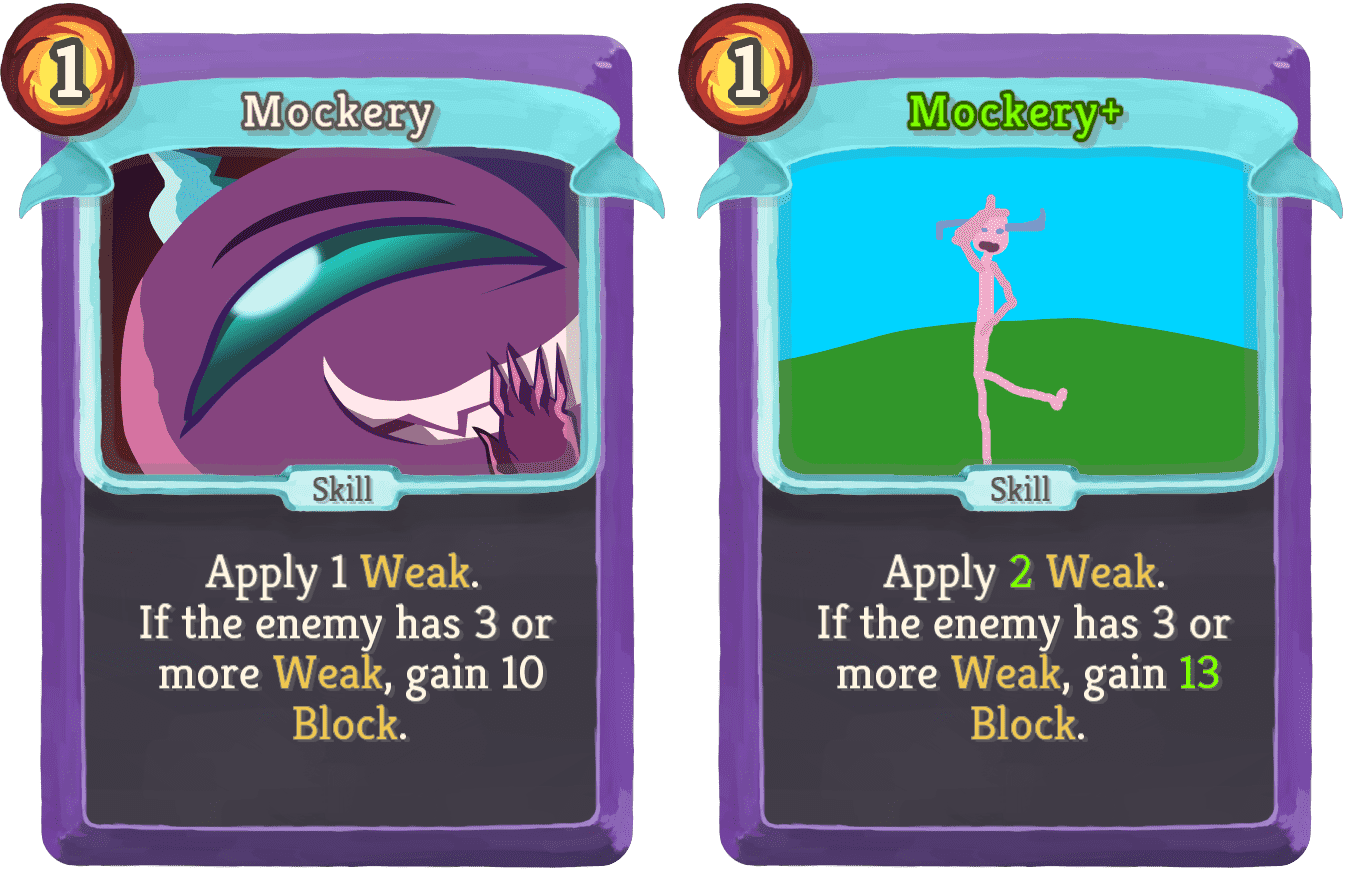 1
Mockery
Skill
Apply 1 Weak.
If the enemy has 3 or
more Weak, gain 10
Block.
1
Mockery+
Skill
Apply 2 Weak.
If the enemy has 3 or
more Weak, gain 13
Block.